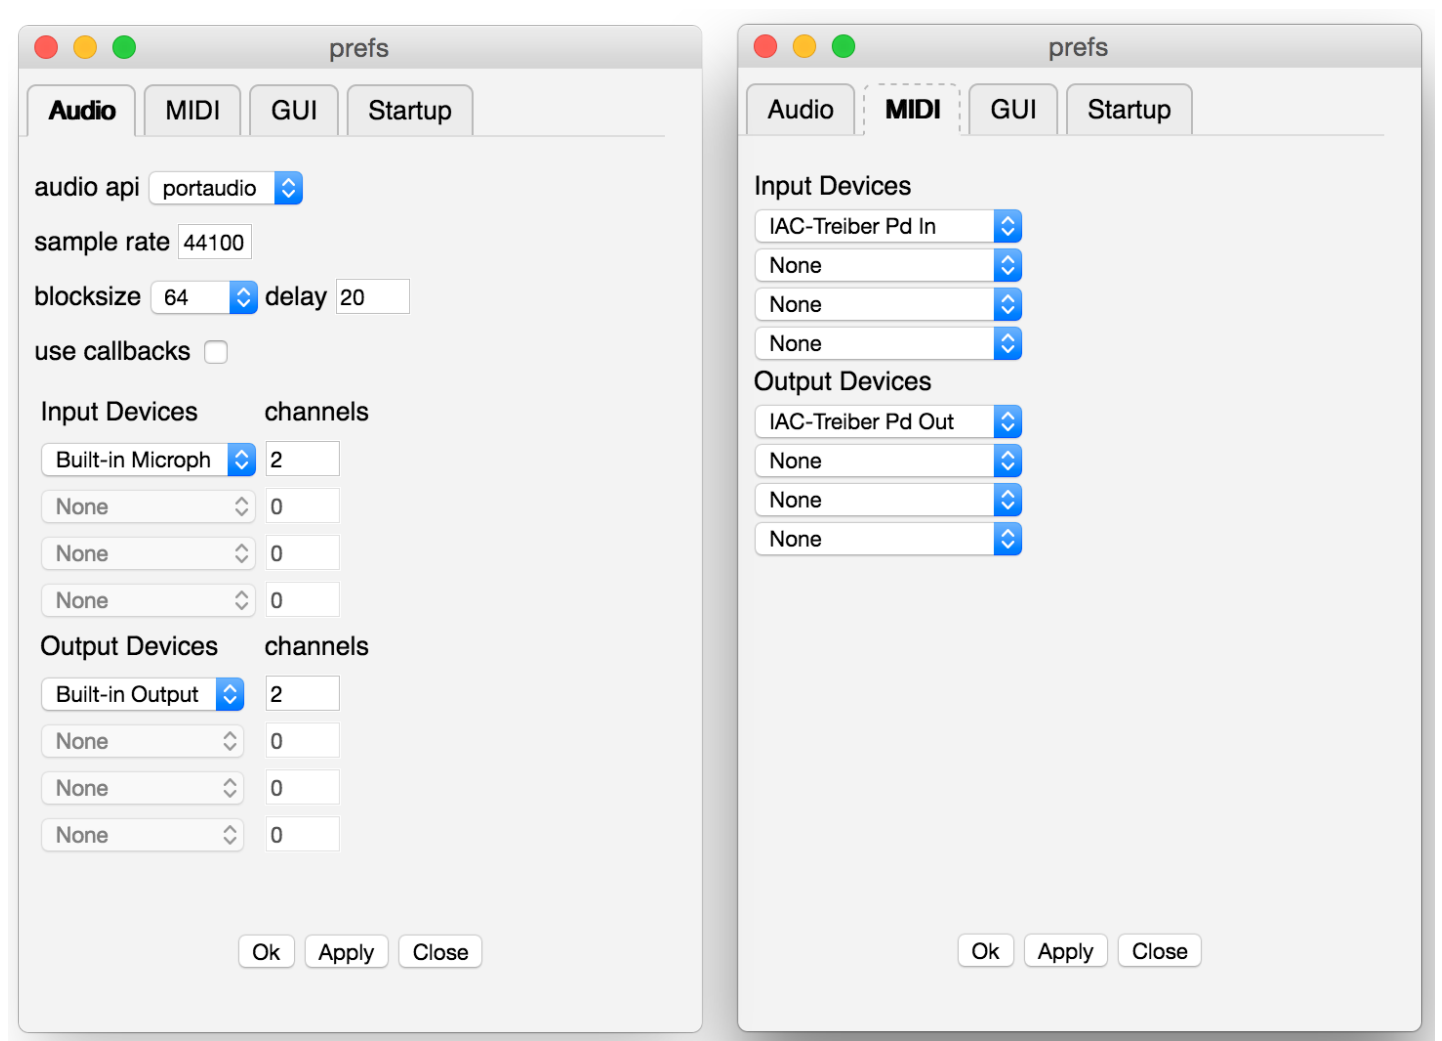 prefs
Audio MIDI GUI Startup
audio api portaudio
sample rate 44100
blocksize 64 delay 20
use callbacks
Input Devices channels
Built-in Microph 2
None 0
None 0
None 0
Output Devices channels
Built-in Output 2
None 0
None 0
None 0
Ok Apply Close
prefs
Audio MIDI GUI Startup
Input Devices
IAC-Treiber Pd In
None
None
None
Output Devices
IAC-Treiber Pd Out
None
None
None
Ok Apply Close